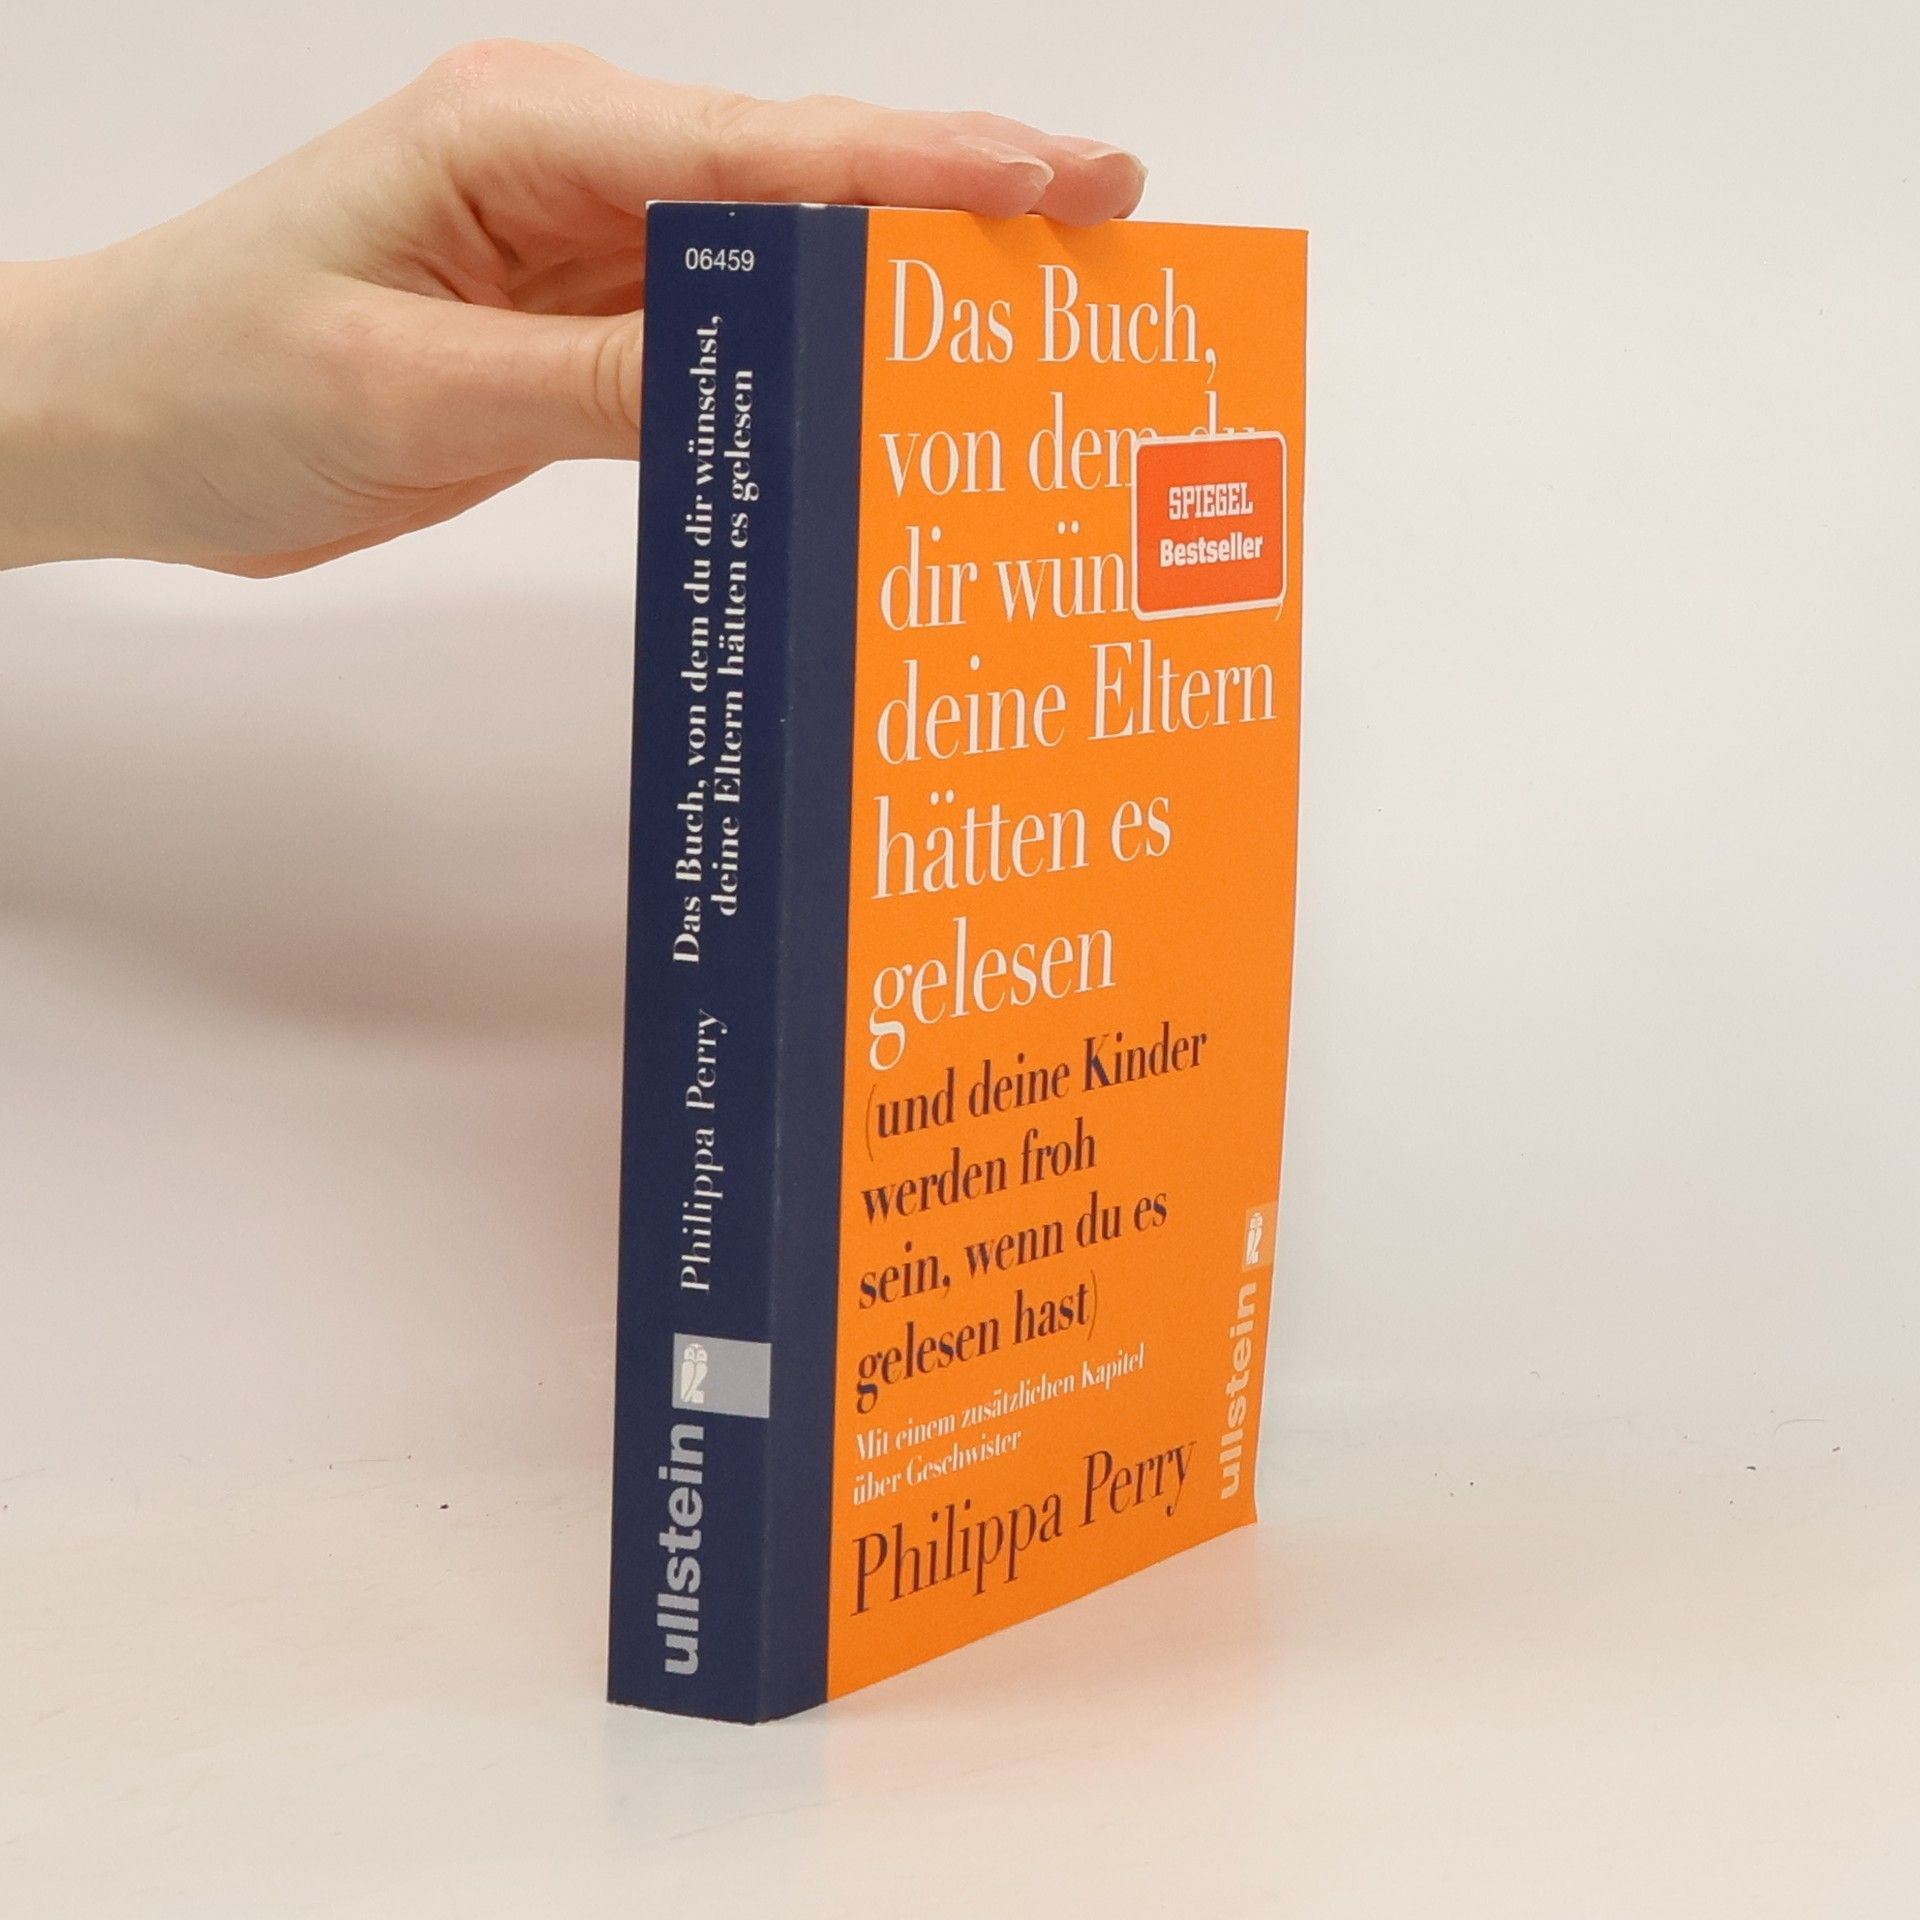 06459
Das Buch, von dem du dir wünschst,
deine Eltern hätten es gelesen
Philippa Perry
ullstein
Das Buch,
von dem du
dir wün
deine Eltern
hätten es
gelesen
(und deine Kinder
werden froh
sein, wenn du es
gelesen hast)
Mit einem zusätzlichen Kapitel
über Geschwister
Philippa Perry
ullstein
SPIEGEL
Bestseller